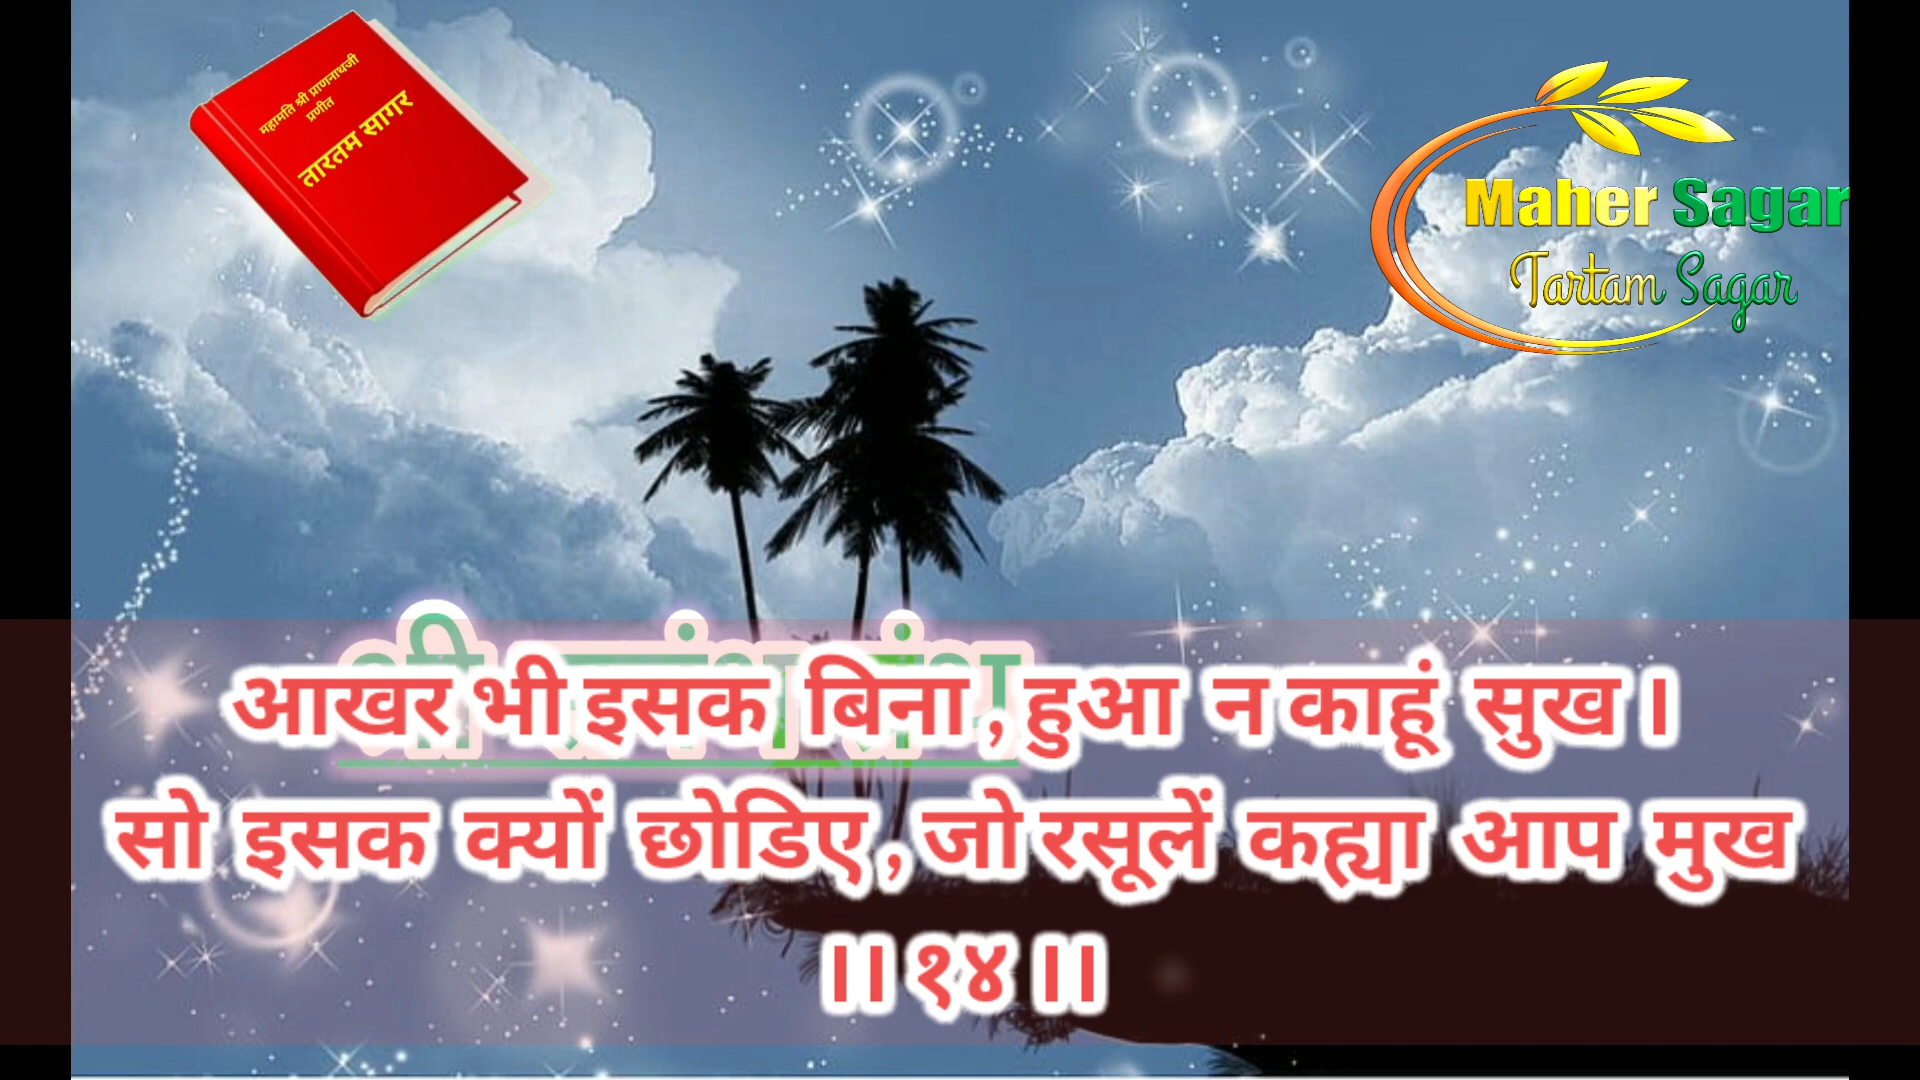 महामति श्री प्राणनाथजी
प्रणीत
तारतम सागर
Maher Sagar
Tartam Sagar
श्री
आखर भी इसक बिना , हुआ न काहूं सुख ।
सो इसक क्यों छोडिए , जो रसूलें कह्या आप मुख
।। १४ ।।